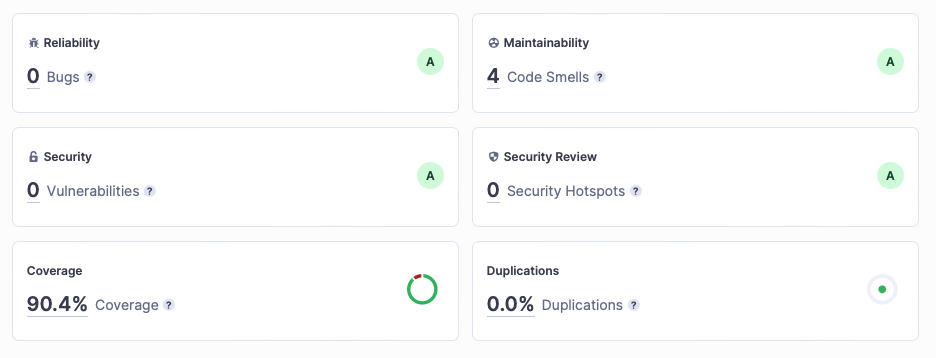 Reliability
0 Bugs ?
A
Maintainability
4 Code Smells ?
A
Security
0 Vulnerabilities ?
A
Security Review
0 Security Hotspots ?
A
Coverage
90.4% Coverage ?
Duplications
0.0% Duplications ?